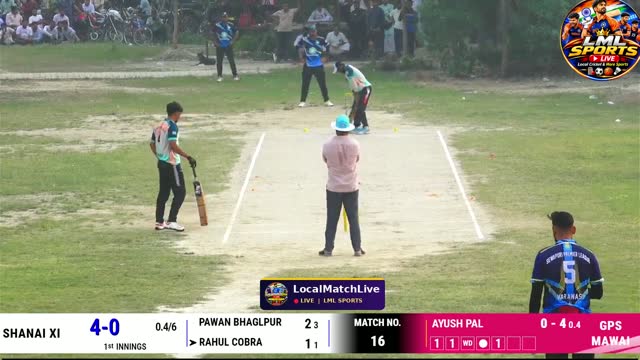 LML
SPORTS
LIVE
Local Cricket & More Sports
5
VARANASI
LocalMatchLive
LIVE | LML SPORTS
SHANAI XI
4-0
0.4/6
1st INNINGS
PAWAN BHAGLPUR 2 3
RAHUL COBRA 1 1
MATCH NO.
16
AYUSH PAL 0 - 4 0.4
1 1 WD 1
GPS
MAWAI